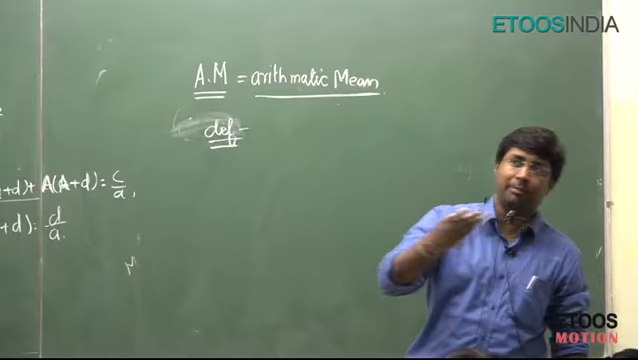 ETOOSINDIA
A.M = arithmatic Mean
def -
+d) + A(A+d) = c/a,
+d) = d/a.
ETOOS
MOTION